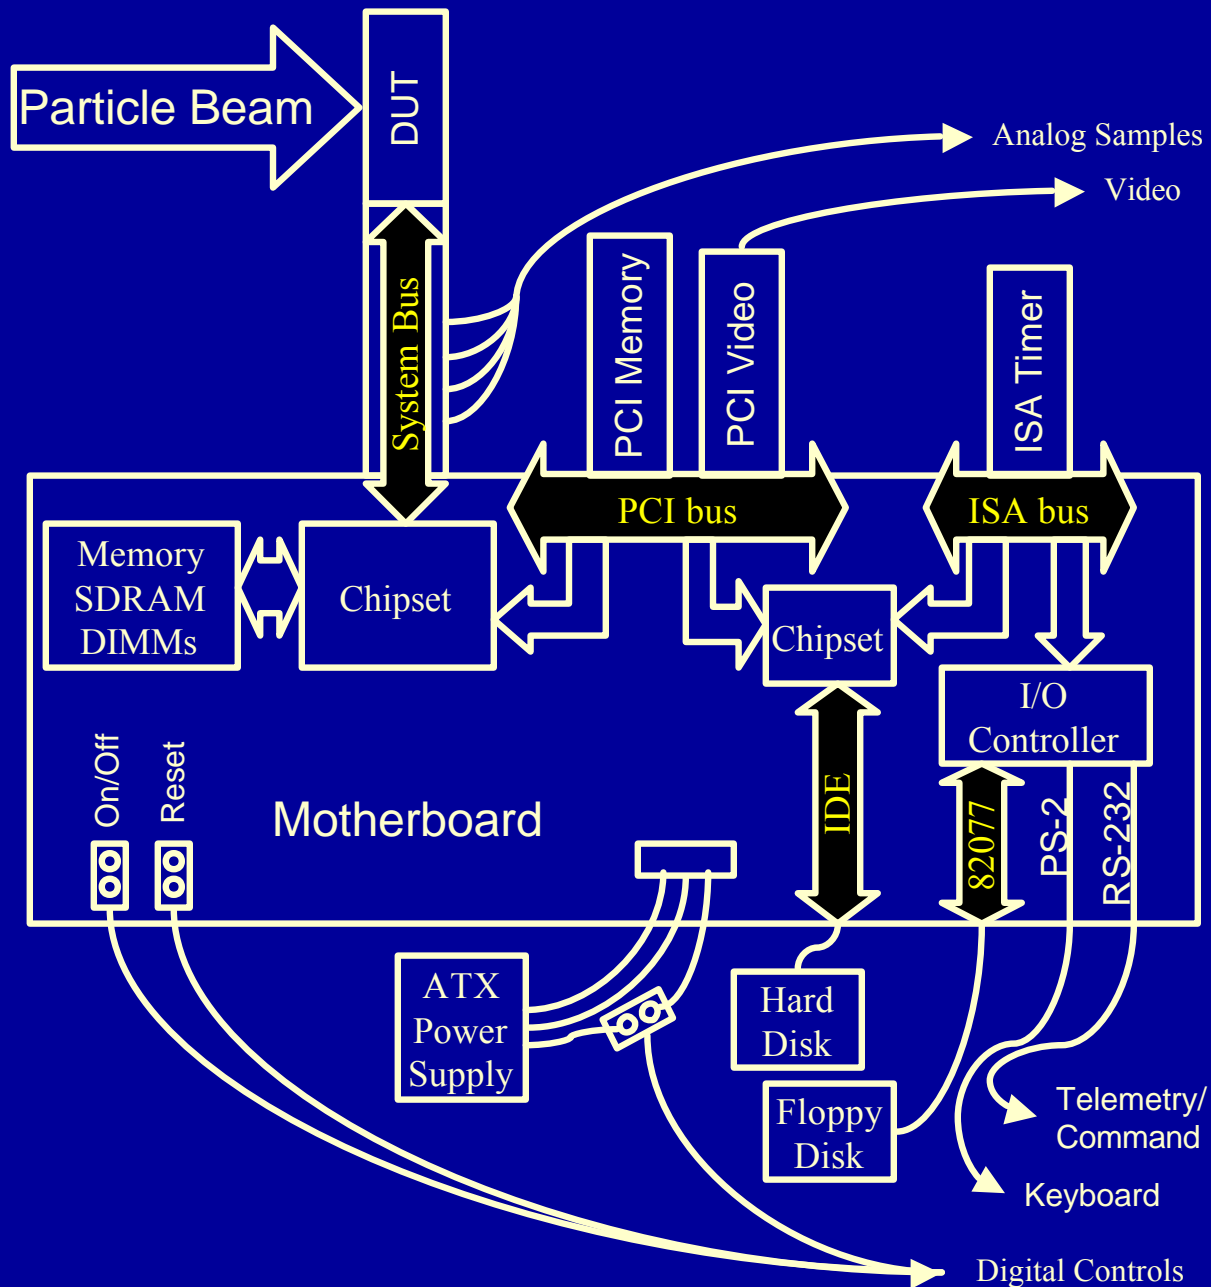 Particle Beam
DUT
Analog Samples
Video
System Bus
PCI Memory
PCI Video
ISA Timer
PCI bus
ISA bus
Memory
SDRAM
DIMMs
Chipset
Chipset
I/O
Controller
On/Off
Reset
Motherboard
IDE
82077
PS-2
RS-232
ATX
Power
Supply
Hard
Disk
Floppy
Disk
Telemetry/
Command
Keyboard
Digital Controls